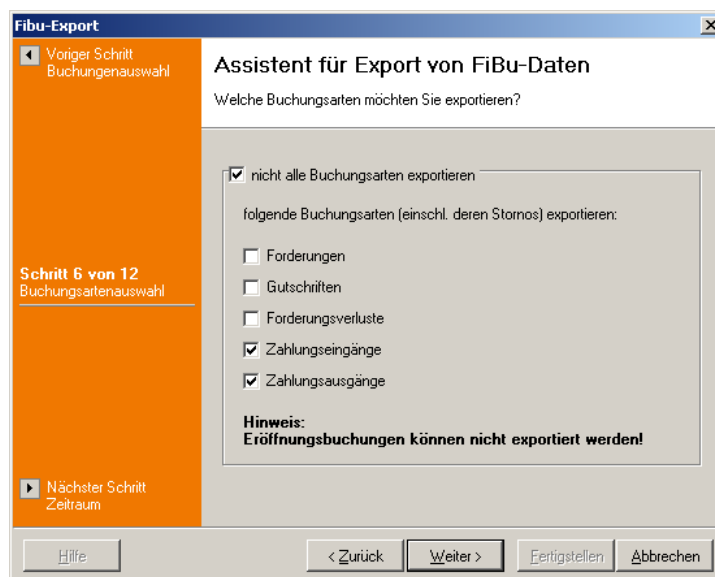 Fibu-Export
Voriger Schritt
Buchungenauswahl
Assistent für Export von FiBu-Daten
Welche Buchungsarten möchten Sie exportieren?
nicht alle Buchungsarten exportieren
folgende Buchungsarten (einschl. deren Stornos) exportieren:
Forderungen
Gutschriften
Forderungsverluste
Zahlungseingänge
Zahlungsausgänge
Hinweis:
Eröffnungsbuchungen können nicht exportiert werden!
Schritt 6 von 12
Buchungsartenauswahl
Nächster Schritt
Zeitraum
Hilfe
< Zurück
Weiter >
Fertigstellen
Abbrechen